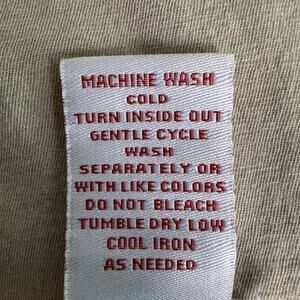 MACHINE WASH
COLD
TURN INSIDE OUT
GENTLE CYCLE
WASH
SEPARATELY OR
WITH LIKE COLORS
DO NOT BLEACH
TUMBLE DRY LOW
COOL IRON
AS NEEDED